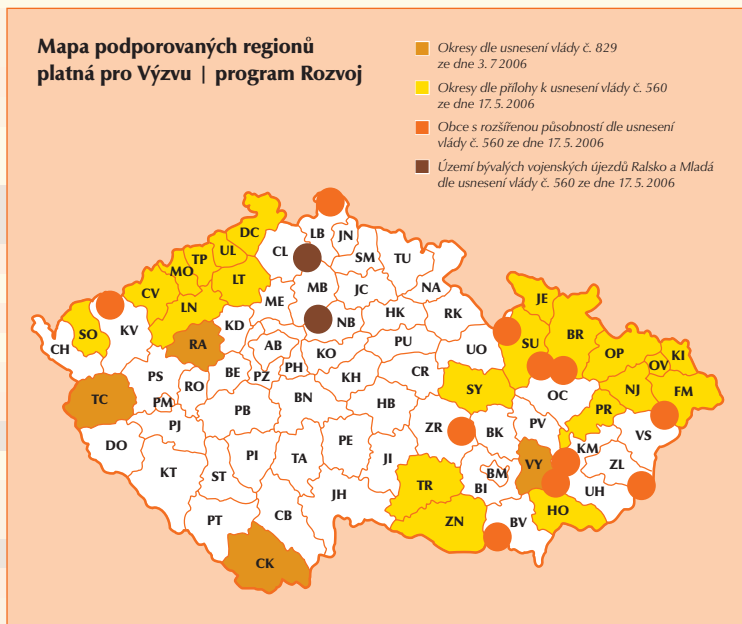 Mapa podporovaných regionů
platná pro Výzvu | program Rozvoj
Okresy dle usnesení vlády č. 829
ze dne 3. 7 2006
Okresy dle přílohy k usnesení vlády č. 560
ze dne 17. 5. 2006
Obce s rozšířenou působností dle usnesení
vlády č. 560 ze dne 17. 5. 2006
Území bývalých vojenských újezdů Ralsko a Mladá
dle usnesení vlády č. 560 ze dne 17. 5. 2006
DC
LB
JN
CL
UL
TP
MO
SM
TU
LT
CV
MB
JC
NA
JE
ME
LN
HK
RK
SO
KV
KD
NB
BR
CH
RA
AB
PU
SU
OP
KI
OV
KO
UO
BE
PZ
PH
CR
PS
RO
KH
SY
OC
NJ
FM
TC
PM
BN
HB
PR
PB
PJ
ZR
BK
PV
VS
DO
PE
KM
PI
TA
JI
VY
ZL
KT
ST
BM
TR
BI
UH
JH
HO
CB
PT
ZN
BV
CK